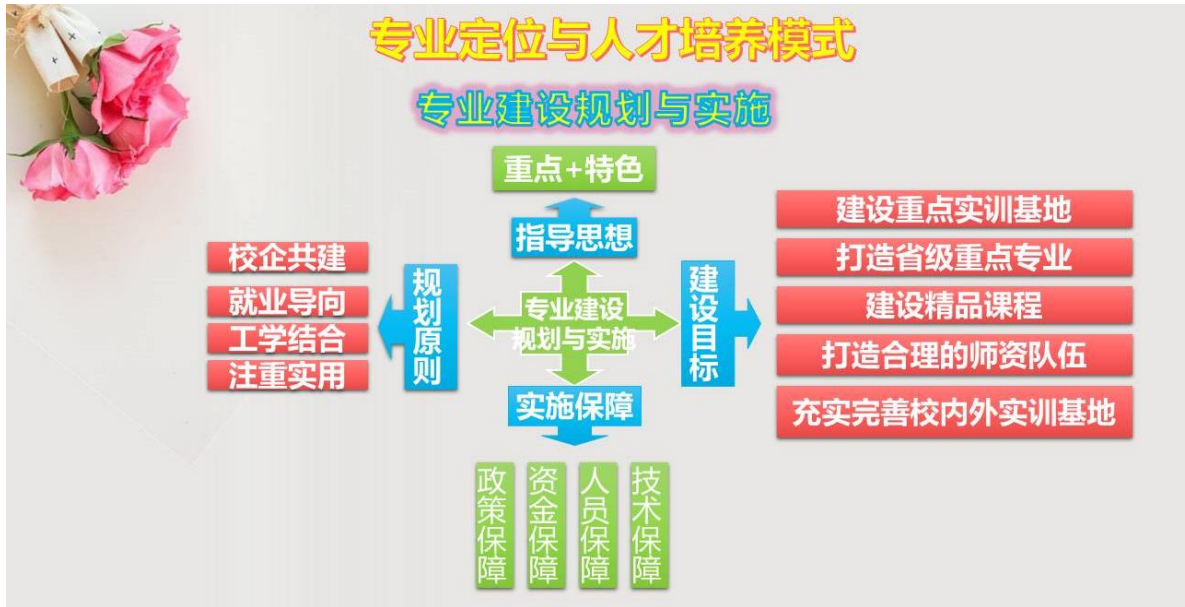 专业定位与人才培养模式
专业建设规划与实施
重点+特色
指导思想
校企共建
就业导向
工学结合
注重实用
规划原则
专业建设
规划与实施
建设目标
建设重点实训基地
打造省级重点专业
建设精品课程
打造合理的师资队伍
充实完善校内外实训基地
实施保障
政策保障
资金保障
人员保障
技术保障